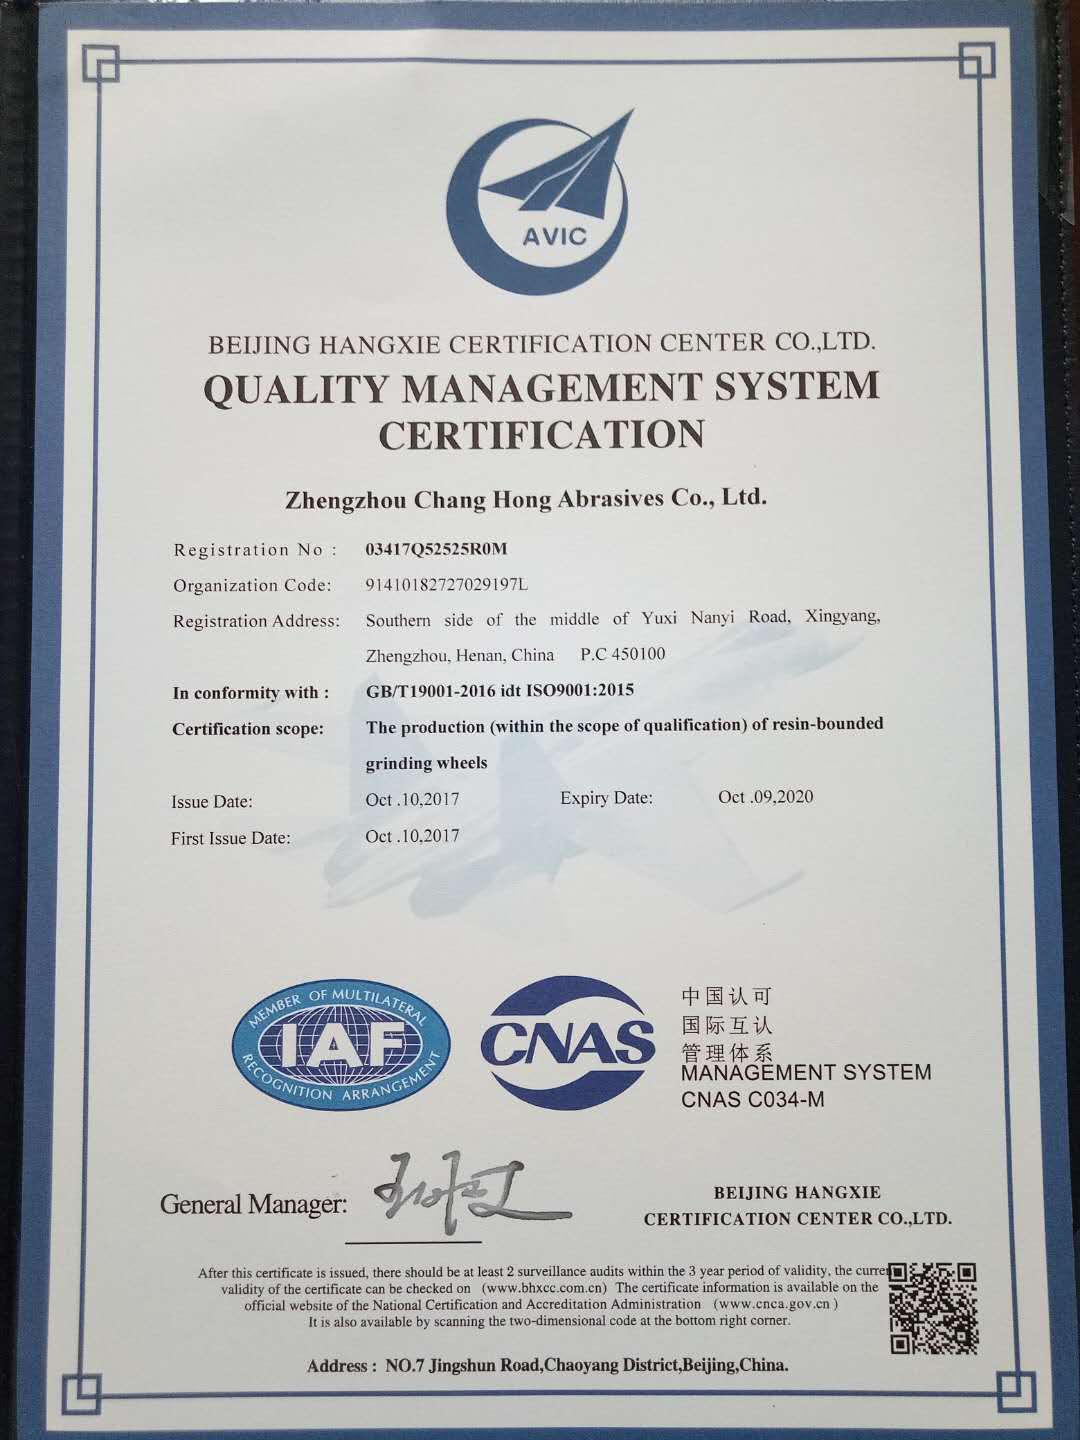 AVIC
BEIJING HANGXIE CERTIFICATION CENTER CO.,LTD.
QUALITY MANAGEMENT SYSTEM
CERTIFICATION
Zhengzhou Chang Hong Abrasives Co., Ltd.
Registration No : 03417Q52525R0M
Organization Code: 91410182727029197L
Registration Address: Southern side of the middle of Yuxi Nanyi Road, Xingyang,
Zhengzhou, Henan, China P.C 450100
In conformity with : GB/T19001-2016 idt ISO9001:2015
Certification scope: The production (within the scope of qualification) of resin-bounded
grinding wheels
Issue Date: Oct .10,2017 Expiry Date: Oct .09,2020
First Issue Date: Oct .10,2017
MEMBER OF MULTILATERAL
IAF
RECOGNITION ARRANGEMENT
CNAS
中国认可
国际互认
管理体系
MANAGEMENT SYSTEM
CNAS C034-M
General Manager:
BEIJING HANGXIE
CERTIFICATION CENTER CO.,LTD.
After this certificate is issued, there should be at least 2 surveillance audits within the 3 year period of validity, the curren
validity of the certificate can be checked on （www.bhxcc.com.cn) The certificate information is available on the
official website of the National Certification and Accreditation Administration （www.cnca.gov.cn )
It is also available by scanning the two-dimensional code at the bottom right corner.
Address : NO.7 Jingshun Road,Chaoyang District,Beijing,China.